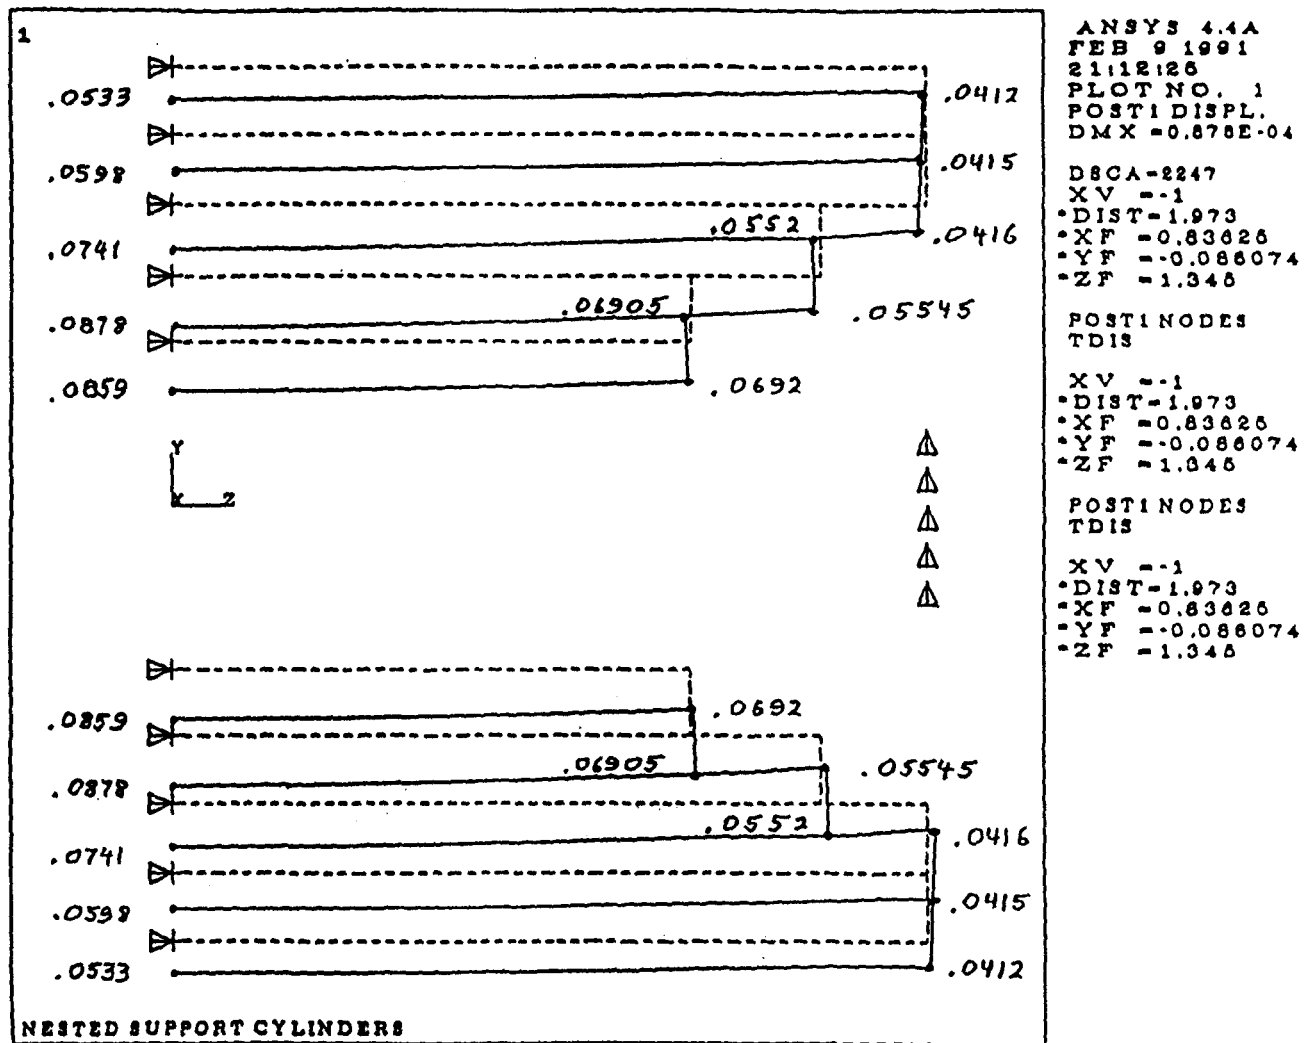 1
.0533 .0412
.0598 .0415
.0741 .0552 .0416
.0878 .06905 .05545
.0859 .0692
Y
X Z
.0859 .0692
.0878 .06905 .05545
.0741 .0552 .0416
.0598 .0415
.0533 .0412
NESTED SUPPORT CYLINDERS
ANSYS 4.4A
FEB 9 1991
21:12:26
PLOT NO. 1
POST1 DISPL.
DMX =0.878E-04
DSCA=2247
XV =-1
*DIST=1.973
*XF =0.83626
*YF =-0.086074
*ZF =1.346
POST1 NODES
TDIS
XV =-1
*DIST=1.973
*XF =0.83626
*YF =-0.086074
*ZF =1.346
POST1 NODES
TDIS
XV =-1
*DIST=1.973
*XF =0.83626
*YF =-0.086074
*ZF =1.346